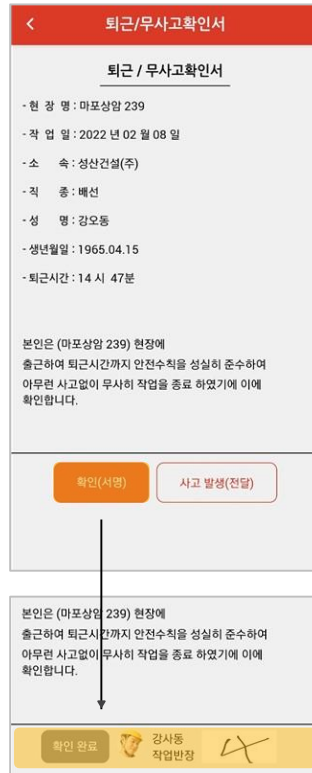 퇴근/무사고확인서
퇴근 / 무사고확인서
- 현 장 명 : 마포상암 239
- 작 업 일 : 2022 년 02 월 08 일
- 소 속 : 성산건설(주)
- 직 종 : 배선
- 성 명 : 강오동
- 생년월일 : 1965.04.15
- 퇴근시간 : 14 시 47분
본인은 (마포상암 239) 현장에
출근하여 퇴근시간까지 안전수칙을 성실히 준수하여
아무런 사고없이 무사히 작업을 종료 하였기에 이에
확인합니다.
확인(서명) 사고 발생(전달)
본인은 (마포상암 239) 현장에
출근하여 퇴근시간까지 안전수칙을 성실히 준수하여
아무런 사고없이 무사히 작업을 종료 하였기에 이에
확인합니다.
확인 완료
강사동
작업반장